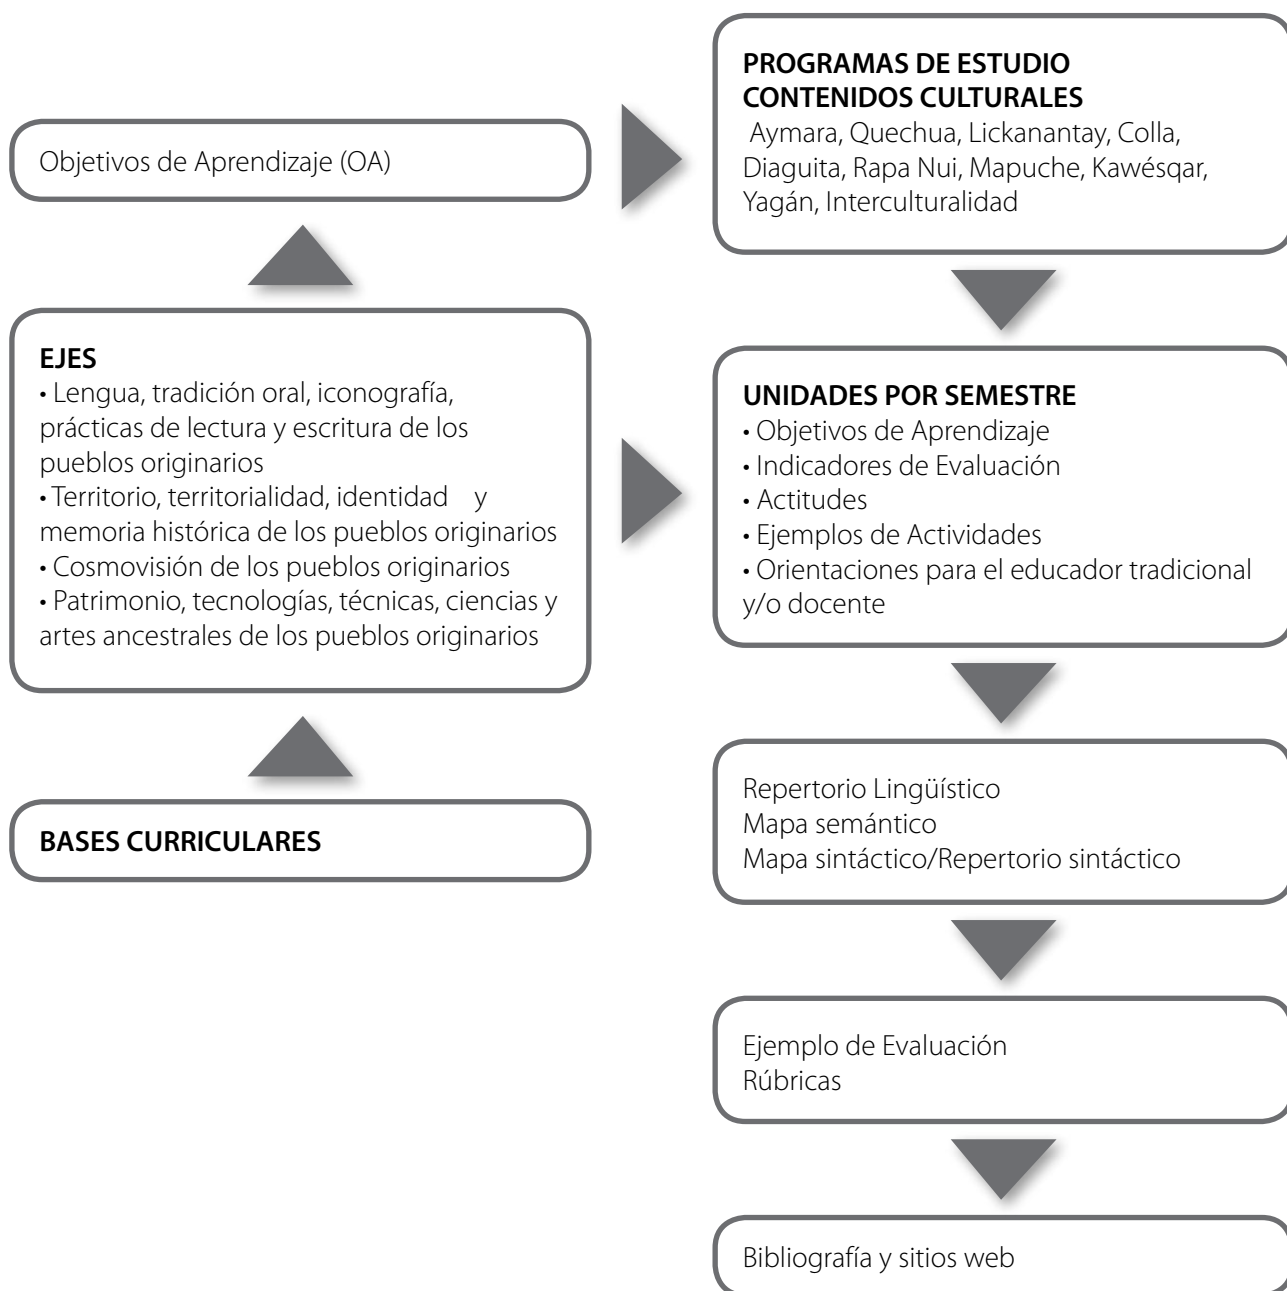 Objetivos de Aprendizaje (OA)
EJES
• Lengua, tradición oral, iconografía,
prácticas de lectura y escritura de los
pueblos originarios
• Territorio, territorialidad, identidad y
memoria histórica de los pueblos originarios
• Cosmovisión de los pueblos originarios
• Patrimonio, tecnologías, técnicas, ciencias y
artes ancestrales de los pueblos originarios
BASES CURRICULARES
PROGRAMAS DE ESTUDIO
CONTENIDOS CULTURALES
Aymara, Quechua, Lickanantay, Colla,
Diaguita, Rapa Nui, Mapuche, Kawésqar,
Yagán, Interculturalidad
UNIDADES POR SEMESTRE
• Objetivos de Aprendizaje
• Indicadores de Evaluación
• Actitudes
• Ejemplos de Actividades
• Orientaciones para el educador tradicional
y/o docente
Repertorio Lingüístico
Mapa semántico
Mapa sintáctico/Repertorio sintáctico
Ejemplo de Evaluación
Rúbricas
Bibliografía y sitios web